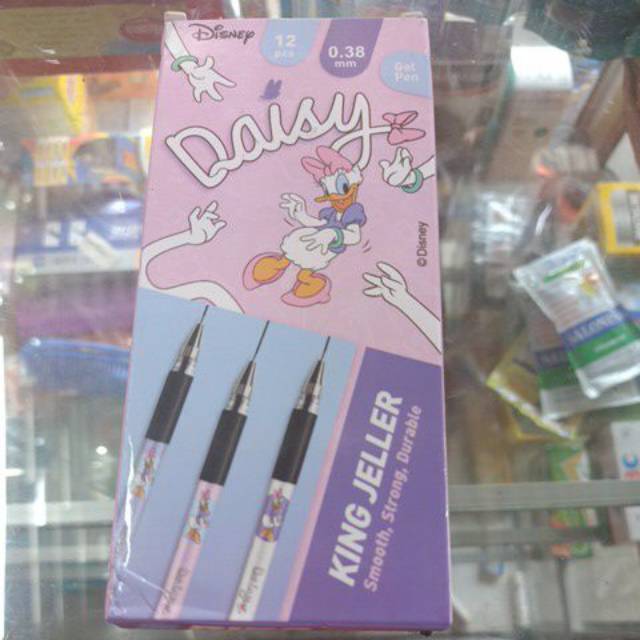 Disney
12
pcs
0.38
mm
Gel
Pen
Daisy
©Disney
KING JELLER
Smooth, Strong, Durable